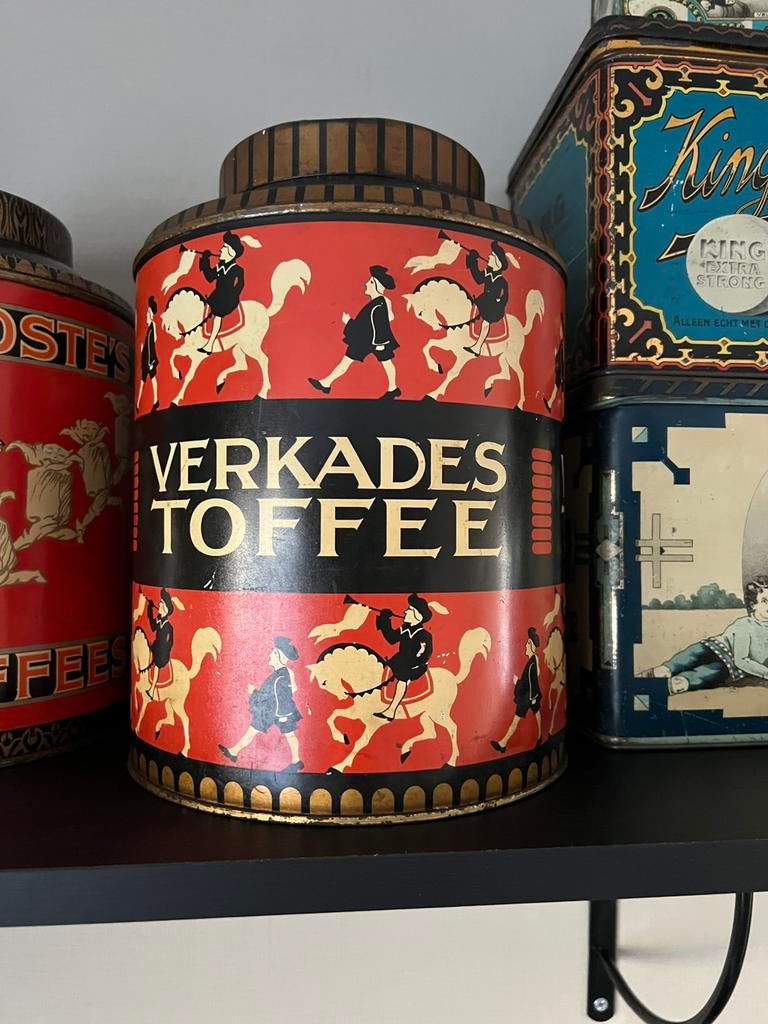 OSTE'S
FFEES
VERKADES
TOFFEE
King
KING
EXTRA
STRONG
ALLEEN ECHT MET D